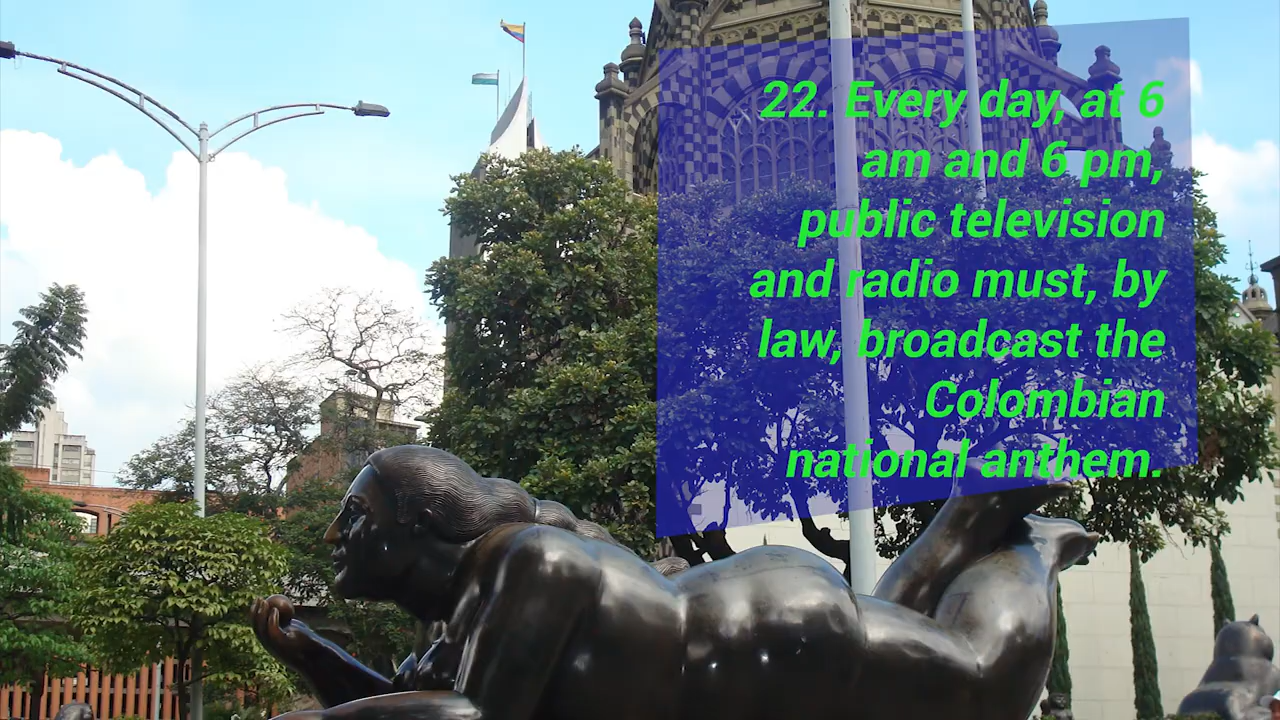 22. Every day, at 6
am and 6 pm,
public television
and radio must, by
law, broadcast the
Colombian
national anthem.